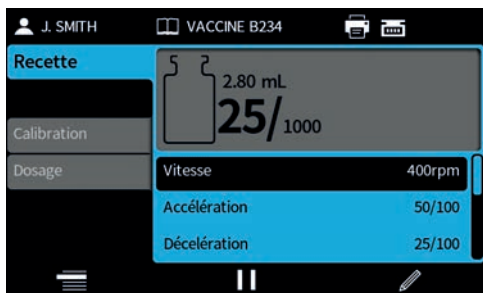 J. SMITH
VACCINE B234
Recette
Calibration
Dosage
2.80 mL
25/1000
Vitesse 400rpm
Accélération 50/100
Décelération 25/100